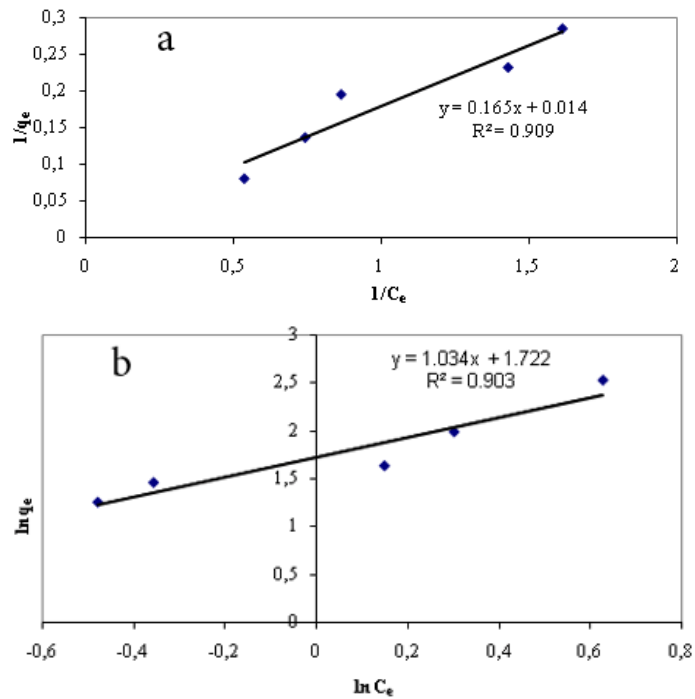 a
0,3
0,25
0,2
0,15
0,1
0,05
0
1/qe
y = 0.165x + 0.014
R² = 0.909
0
0,5
1
1,5
2
1/Ce
b
3
2,5
2
1,5
1
0,5
0
ln qe
y = 1.034x + 1.722
R² = 0.903
-0,6
-0,4
-0,2
0
0,2
0,4
0,6
0,8
ln Ce